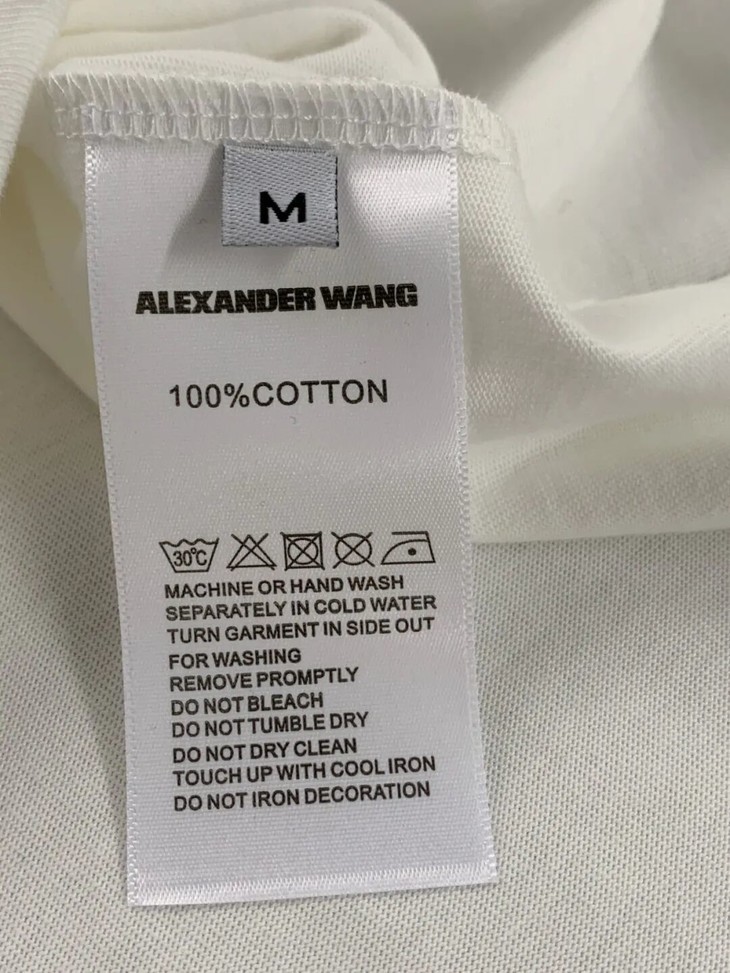 M
ALEXANDER WANG
100%COTTON
30°C
MACHINE OR HAND WASH
SEPARATELY IN COLD WATER
TURN GARMENT IN SIDE OUT
FOR WASHING
REMOVE PROMPTLY
DO NOT BLEACH
DO NOT TUMBLE DRY
DO NOT DRY CLEAN
TOUCH UP WITH COOL IRON
DO NOT IRON DECORATION